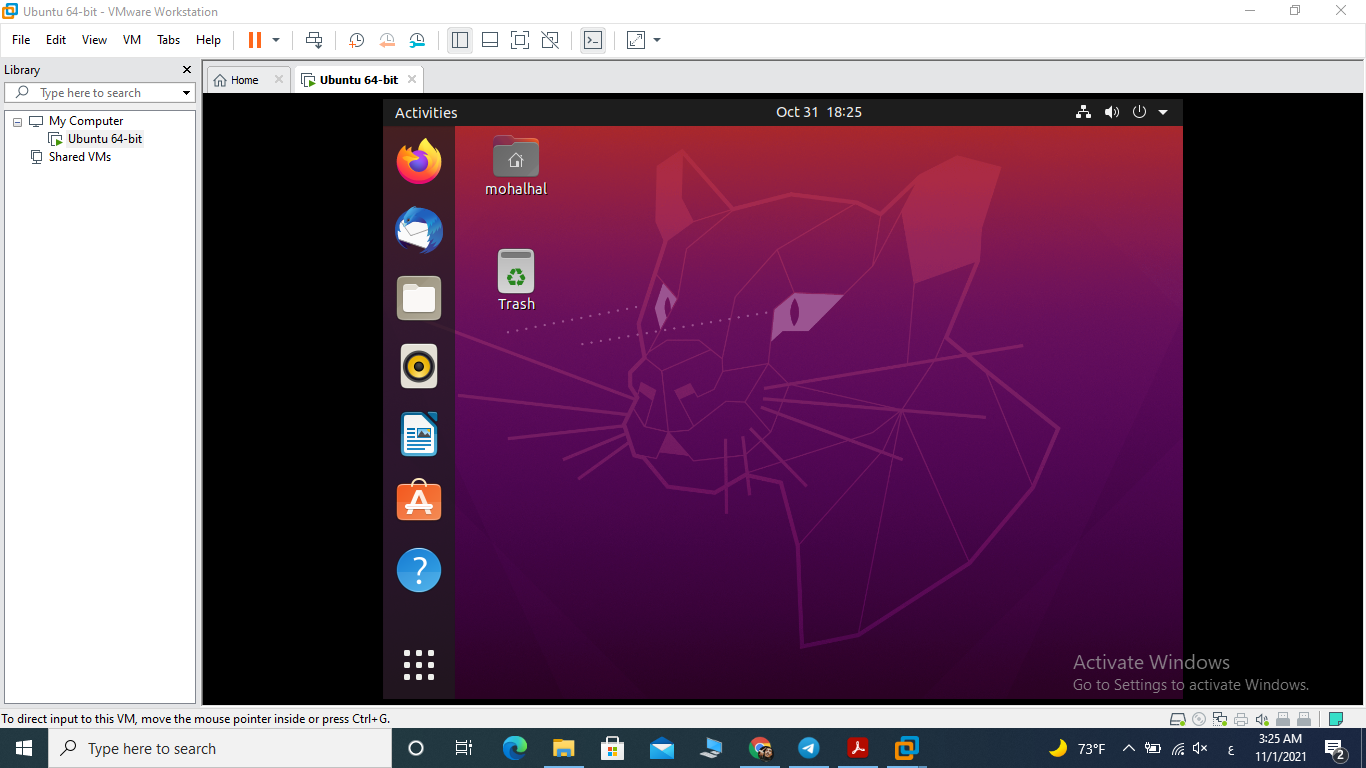 Ubuntu 64-bit - VMware Workstation
File Edit View VM Tabs Help
Library
Type here to search
My Computer
Ubuntu 64-bit
Shared VMs
Home
Ubuntu 64-bit
Activities
Oct 31 18:25
mohalhal
Trash
Activate Windows
Go to Settings to activate Windows.
To direct input to this VM, move the mouse pointer inside or press Ctrl+G.
Type here to search
73°F
ع
3:25 AM
11/1/2021
2